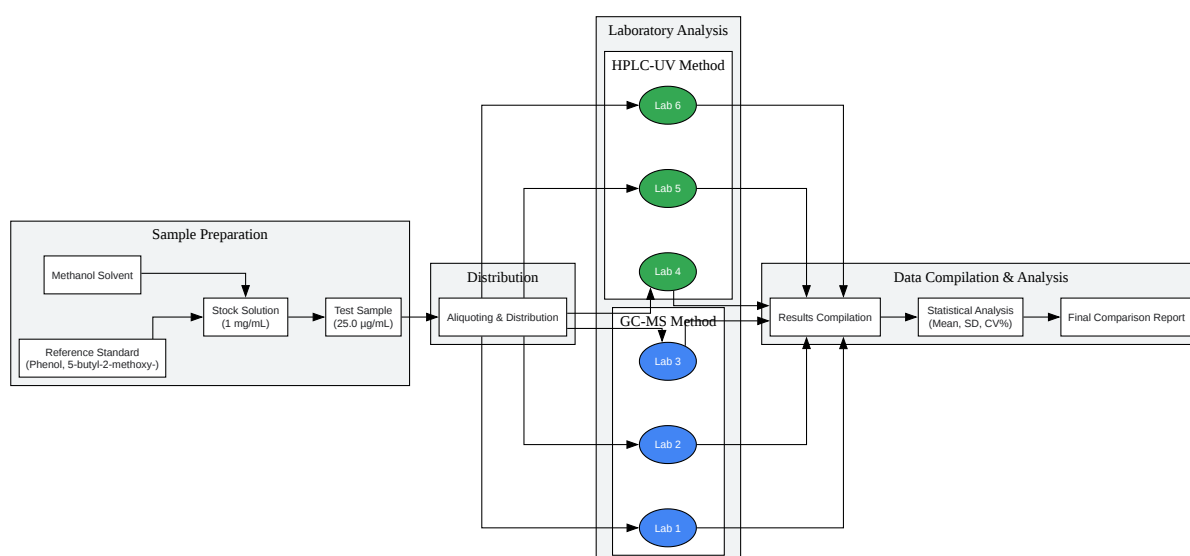 Sample Preparation
Methanol Solvent
Reference Standard
(Phenol, 5-butyl-2-methoxy-)
Stock Solution
(1 mg/mL)
Test Sample
(25.0 µg/mL)
Distribution
Aliquoting & Distribution
Laboratory Analysis
HPLC-UV Method
Lab 6
Lab 5
Lab 4
GC-MS Method
Lab 3
Lab 2
Lab 1
Data Compilation & Analysis
Results Compilation
Statistical Analysis
(Mean, SD, CV%)
Final Comparison Report